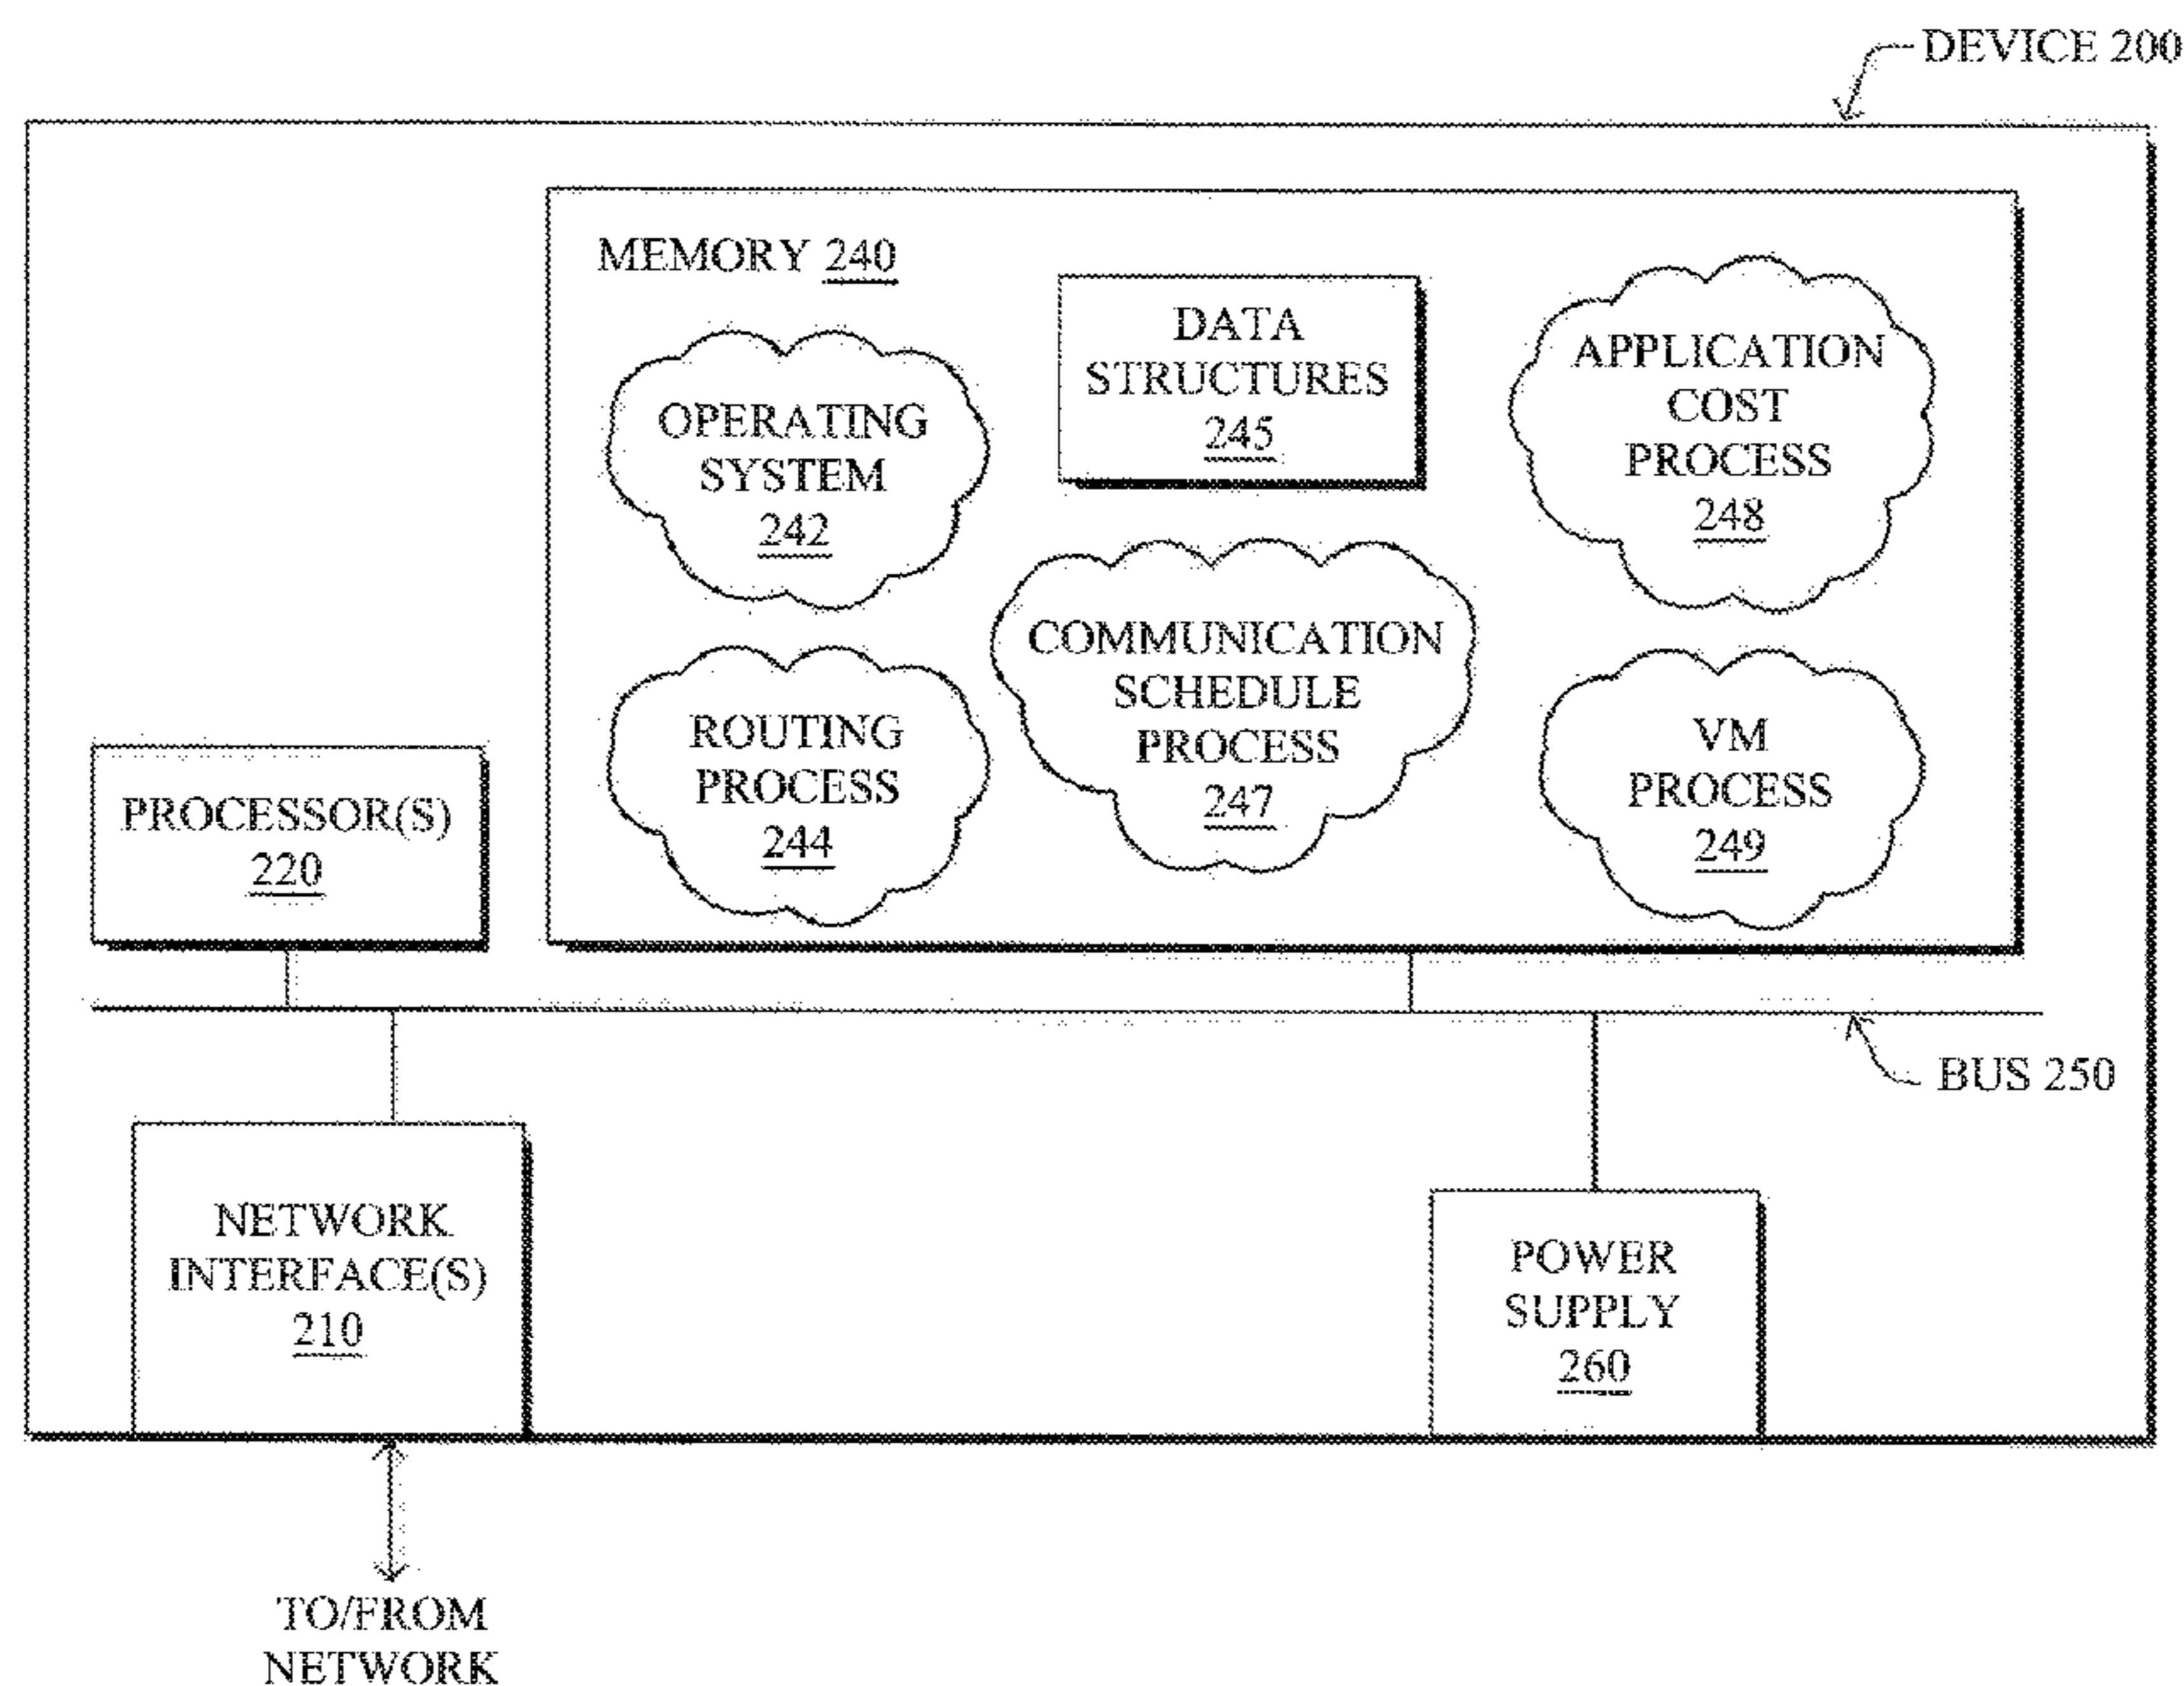 DEVICE 200
MEMORY 240
DATA
STRUCTURES
245
APPLICATION
COST
PROCESS
248
OPERATING
SYSTEM
242
COMMUNICATION
SCHEDULE
PROCESS
247
ROUTING
PROCESS
244
VM
PROCESS
249
PROCESSOR(S)
220
BUS 250
NETWORK
INTERFACE(S)
210
POWER
SUPPLY
260
TO/FROM
NETWORK